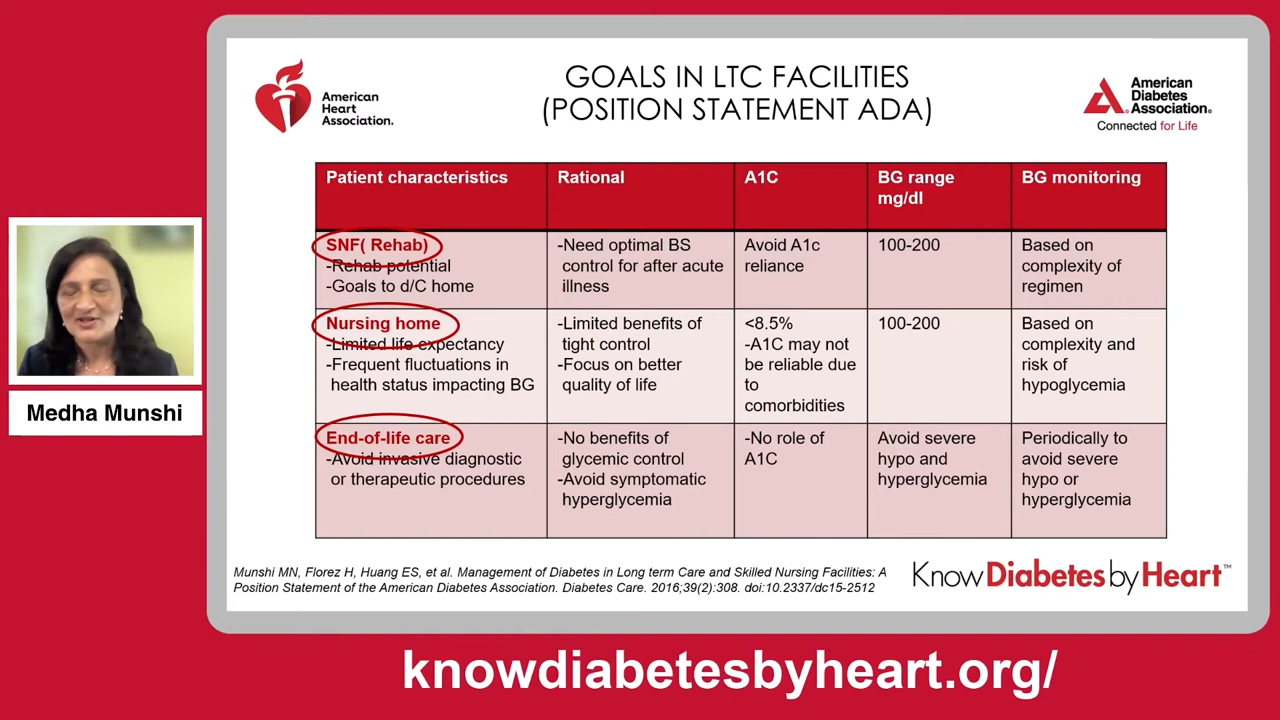 American
Heart
Association.
GOALS IN LTC FACILITIES
(POSITION STATEMENT ADA)
American
Diabetes
Association®
Connected for Life
Patient characteristics
Rational
A1C
BG range
mg/dl
BG monitoring
SNF( Rehab)
-Rehab potential
-Goals to d/C home
-Need optimal BS
control for after acute
illness
Avoid A1c
reliance
100-200
Based on
complexity of
regimen
Nursing home
-Limited life expectancy
-Frequent fluctuations in
health status impacting BG
-Limited benefits of
tight control
-Focus on better
quality of life
<8.5%
-A1C may not
be reliable due
to
comorbidities
100-200
Based on
complexity and
risk of
hypoglycemia
End-of-life care
-Avoid invasive diagnostic
or therapeutic procedures
-No benefits of
glycemic control
-Avoid symptomatic
hyperglycemia
-No role of
A1C
Avoid severe
hypo and
hyperglycemia
Periodically to
avoid severe
hypo or
hyperglycemia
Medha Munshi
Munshi MN, Florez H, Huang ES, et al. Management of Diabetes in Long term Care and Skilled Nursing Facilities: A
Position Statement of the American Diabetes Association. Diabetes Care. 2016;39(2):308. doi:10.2337/dc15-2512
Know Diabetes by Heart™
knowdiabetesbyheart.org/